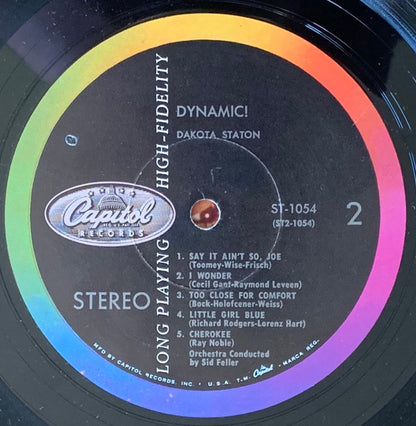 DYNAMIC!
DAKOTA STATON
LONG PLAYING HIGH-FIDELITY
Capitol
RECORDS
STEREO
ST-1054
(ST2-1054)
2
1. SAY IT AIN'T SO, JOE
(Toomey-Wise-Frisch)
2. I WONDER
(Cecil Gant-Raymond Leveen)
3. TOO CLOSE FOR COMFORT
(Bock-Holofcener-Weiss)
4. LITTLE GIRL BLUE
(Richard Rodgers-Lorenz Hart)
5. CHEROKEE
(Ray Noble)
Orchestra Conducted
by Sid Feller
MFD BY CAPITOL RECORDS, INC. • U.S.A. T.M. Capitol MARCA REG.